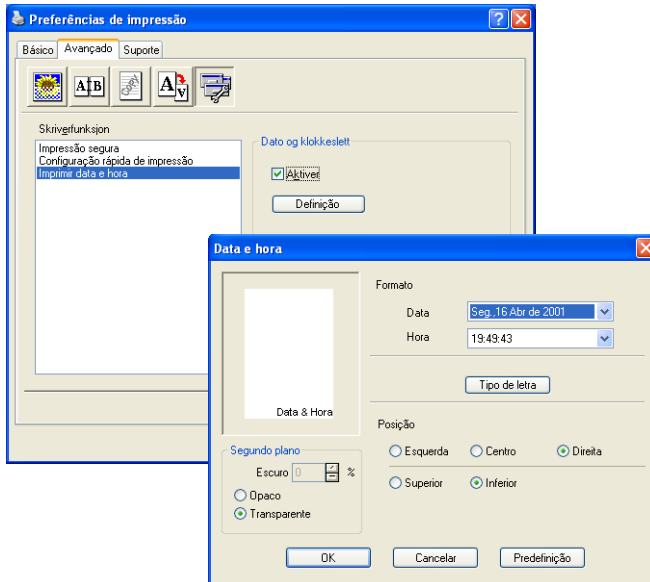 Preferências de impressão
Básico Avançado Suporte
A B
A V
Skriverfunksjon
Impressão segura
Configuração rápida de impressão
Imprimir data e hora
Dato og klokkeslett
Aktiver
Definição
Data e hora
Data & Hora
Formato
Data Seg.,16 Abr de 2001
Hora 19:49:43
Tipo de letra
Posição
Esquerda Centro Direita
Superior Inferior
Segundo plano
Escuro 0 %
Opaco
Transparente
OK Cancelar Predefinição